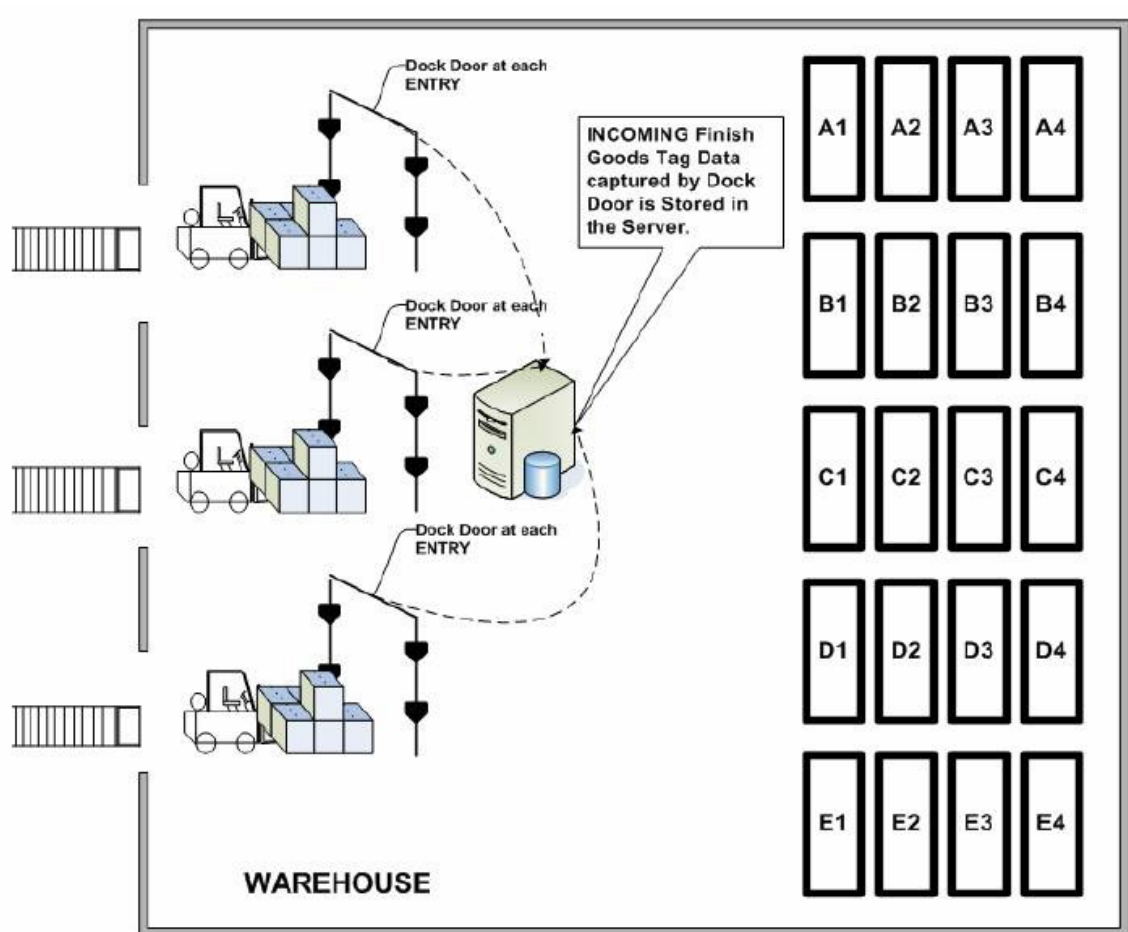 Dock Door at each
ENTRY
INCOMING Finish
Goods Tag Data
captured by Dock
Door is Stored in
the Server.
A1 A2 A3 A4
Dock Door at each
ENTRY
B1 B2 B3 B4
C1 C2 C3 C4
Dock Door at each
ENTRY
D1 D2 D3 D4
E1 E2 E3 E4
WAREHOUSE